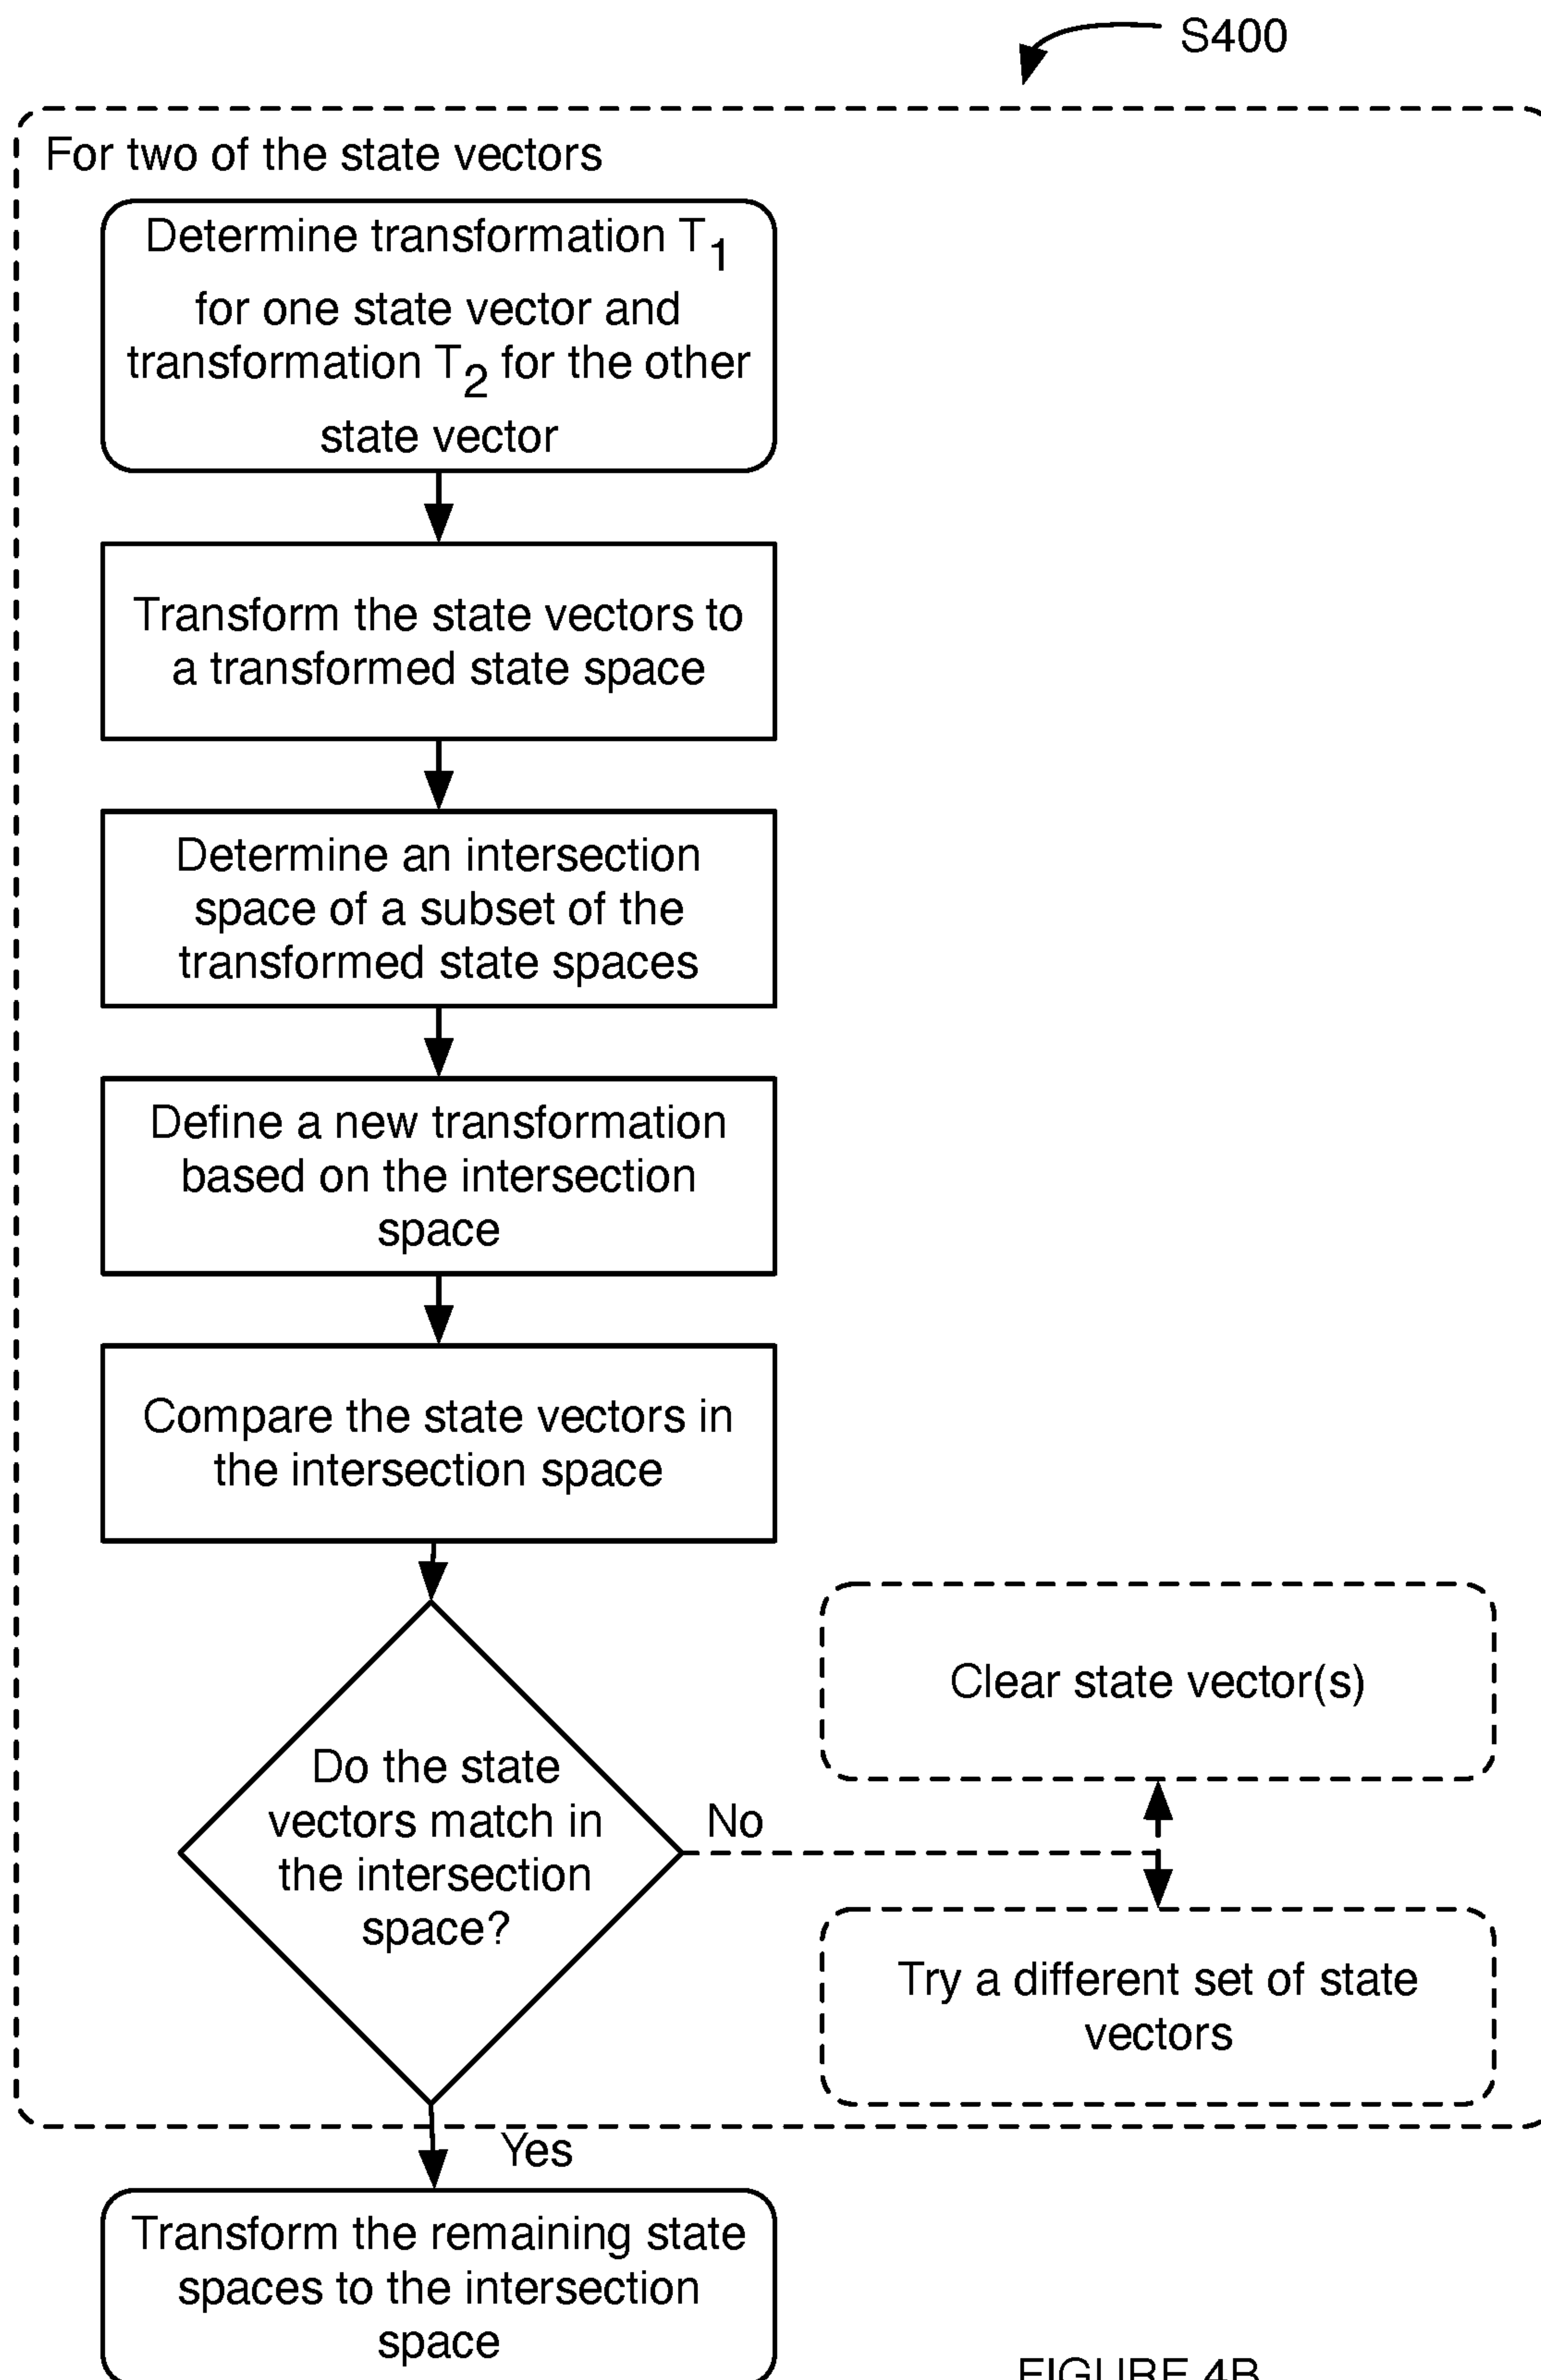 S400
For two of the state vectors
Determine transformation T1
for one state vector and
transformation T2 for the other
state vector
Transform the state vectors to
a transformed state space
Determine an intersection
space of a subset of the
transformed state spaces
Define a new transformation
based on the intersection
space
Compare the state vectors in
the intersection space
Do the state
vectors match in
the intersection
space?
No
Clear state vector(s)
Try a different set of state
vectors
Yes
Transform the remaining state
spaces to the intersection
space
FIGURE 4B